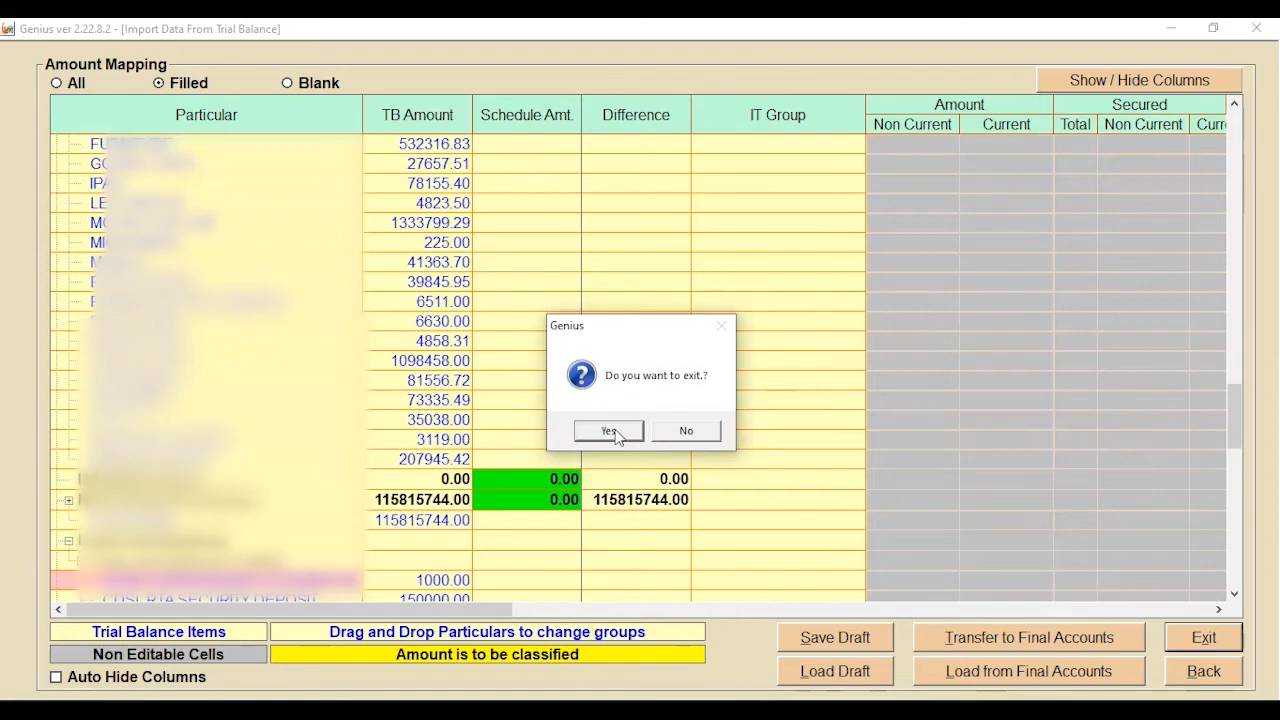 Genius ver 2.22.8.2 - [Import Data From Trial Balance]
Amount Mapping
All Filled Blank
Show / Hide Columns
Particular TB Amount Schedule Amt. Difference IT Group Amount Secured
Non Current Current Total Non Current Curre
532316.83
27657.51
IPA 78155.40
LE 4823.50
MO 1333799.29
225.00
41363.70
39845.95
6511.00
6630.00
4858.31
1098458.00
81556.72
73335.49
35038.00
3119.00
207945.42
0.00 0.00 0.00
115815744.00 0.00 115815744.00
115815744.00
1000.00
150000.00
Genius
Do you want to exit.?
Yes No
Trial Balance Items Drag and Drop Particulars to change groups
Non Editable Cells Amount is to be classified
Auto Hide Columns
Save Draft Transfer to Final Accounts Exit
Load Draft Load from Final Accounts Back